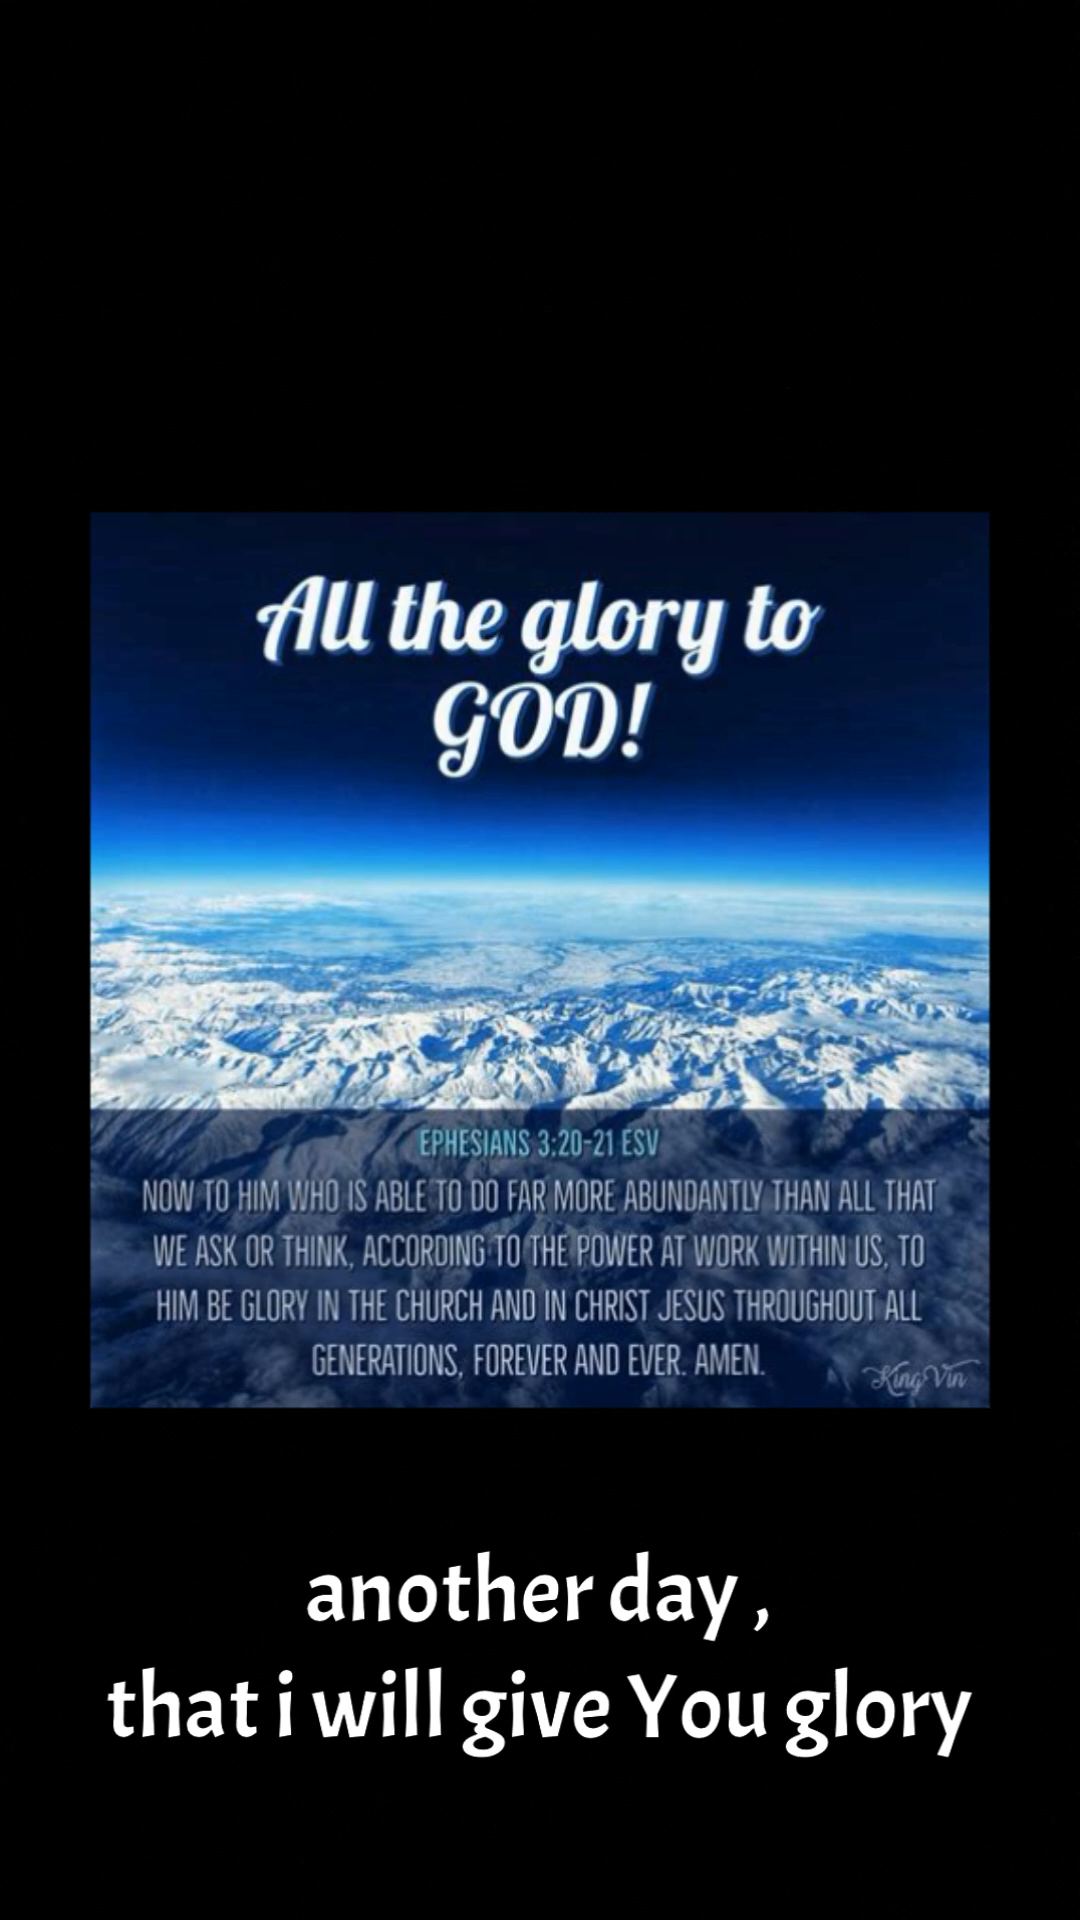 All the glory to
GOD!
EPHESIANS 3:20-21 ESV
NOW TO HIM WHO IS ABLE TO DO FAR MORE ABUNDANTLY THAN ALL THAT
WE ASK OR THINK, ACCORDING TO THE POWER AT WORK WITHIN US, TO
HIM BE GLORY IN THE CHURCH AND IN CHRIST JESUS THROUGHOUT ALL
GENERATIONS, FOREVER AND EVER. AMEN.
KingVin
another day ,
that i will give You glory